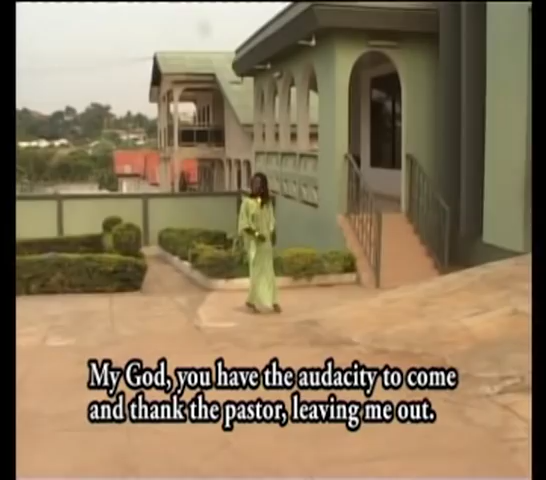 My God, you have the audacity to come
and thank the pastor, leaving me out.